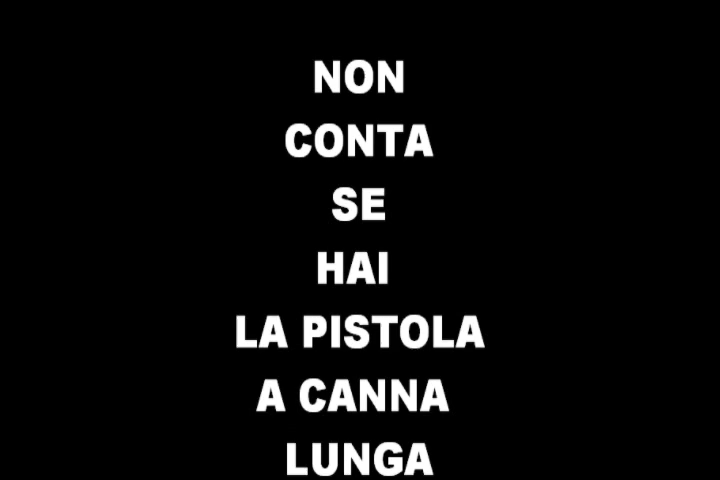 NON
CONTA
SE
HAI
LA PISTOLA
A CANNA
LUNGA